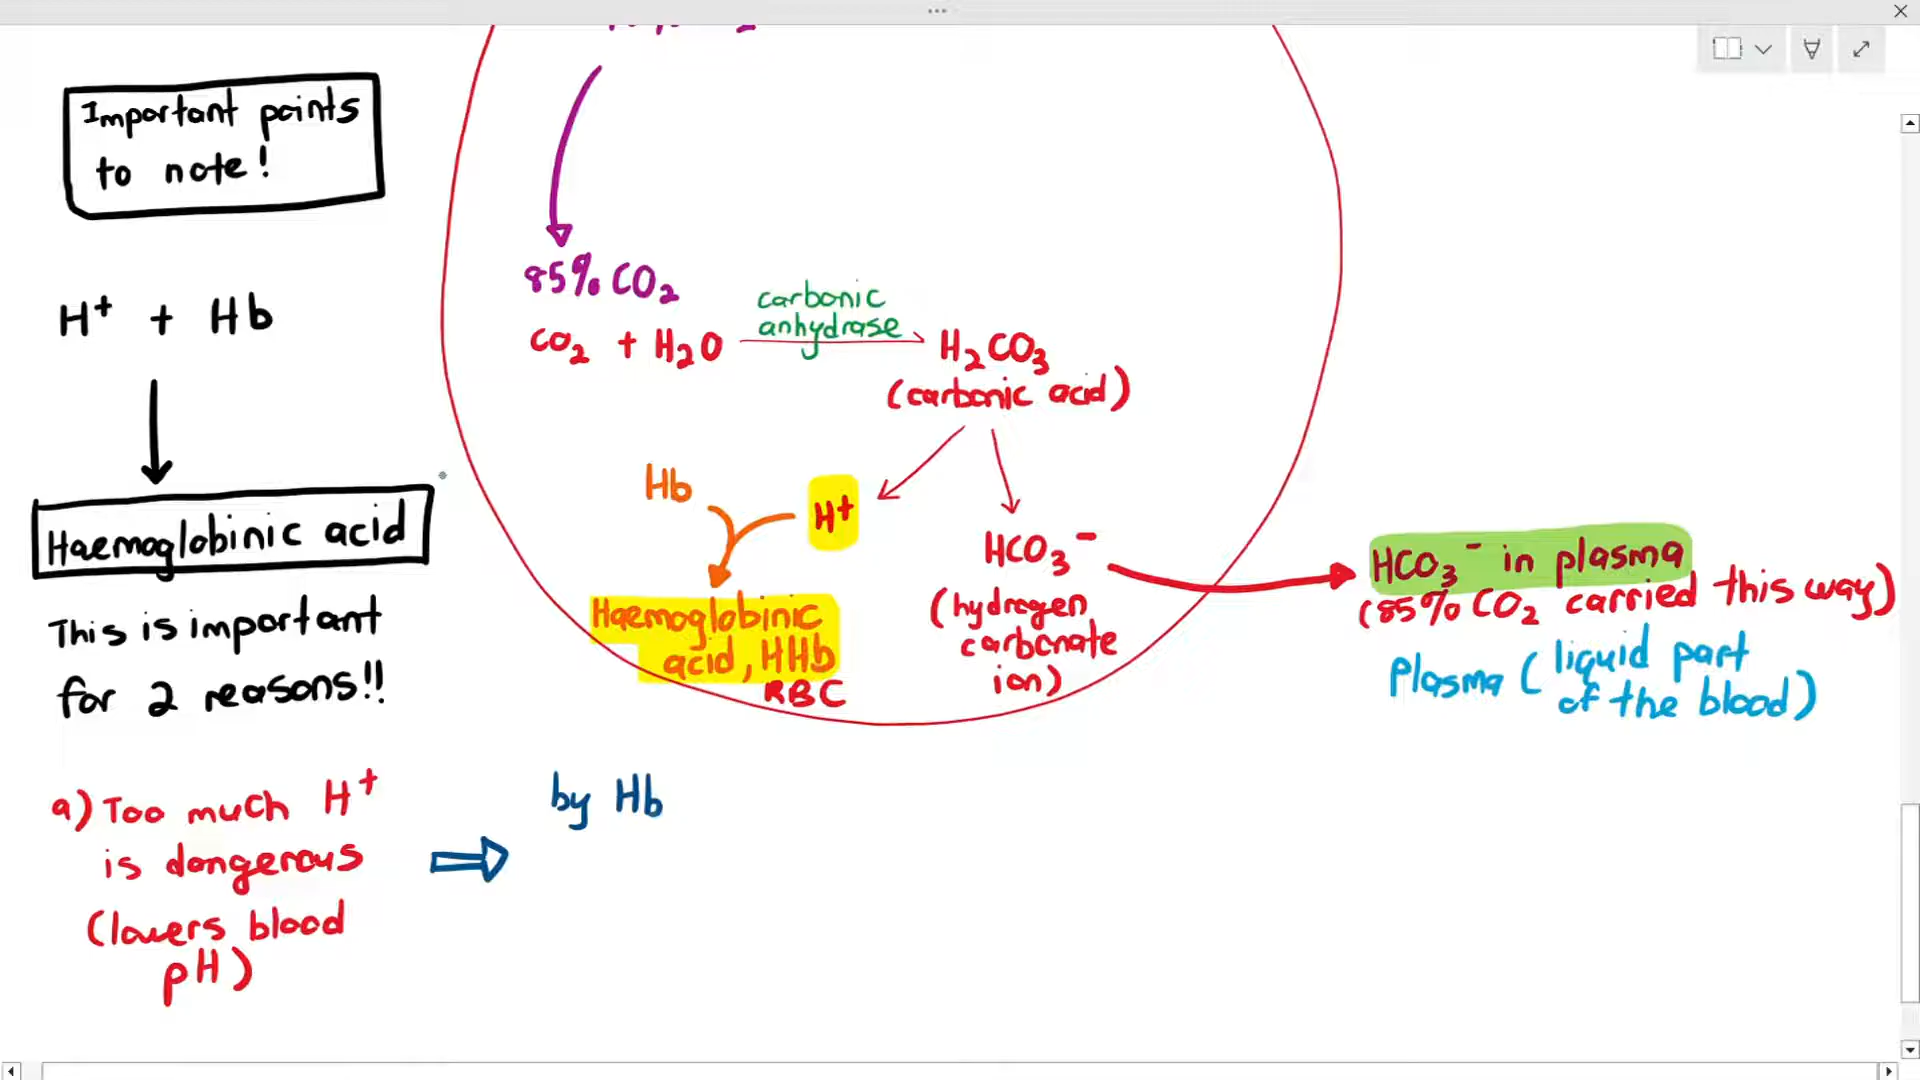 Important points
to note!
H⁺ + Hb
Haemoglobinic acid
This is important
for 2 reasons!!
a) Too much H⁺
is dangerous
(lowers blood
pH)
85% CO₂
CO₂ + H₂O
carbonic
anhydrase
H₂CO₃
(carbonic acid)
Hb
H⁺
Haemoglobinic
acid, HHb
RBC
HCO₃⁻
(hydrogen
carbonate
ion)
HCO₃⁻ in plasma
(85% CO₂ carried this way)
Plasma (liquid part
of the blood)
by Hb